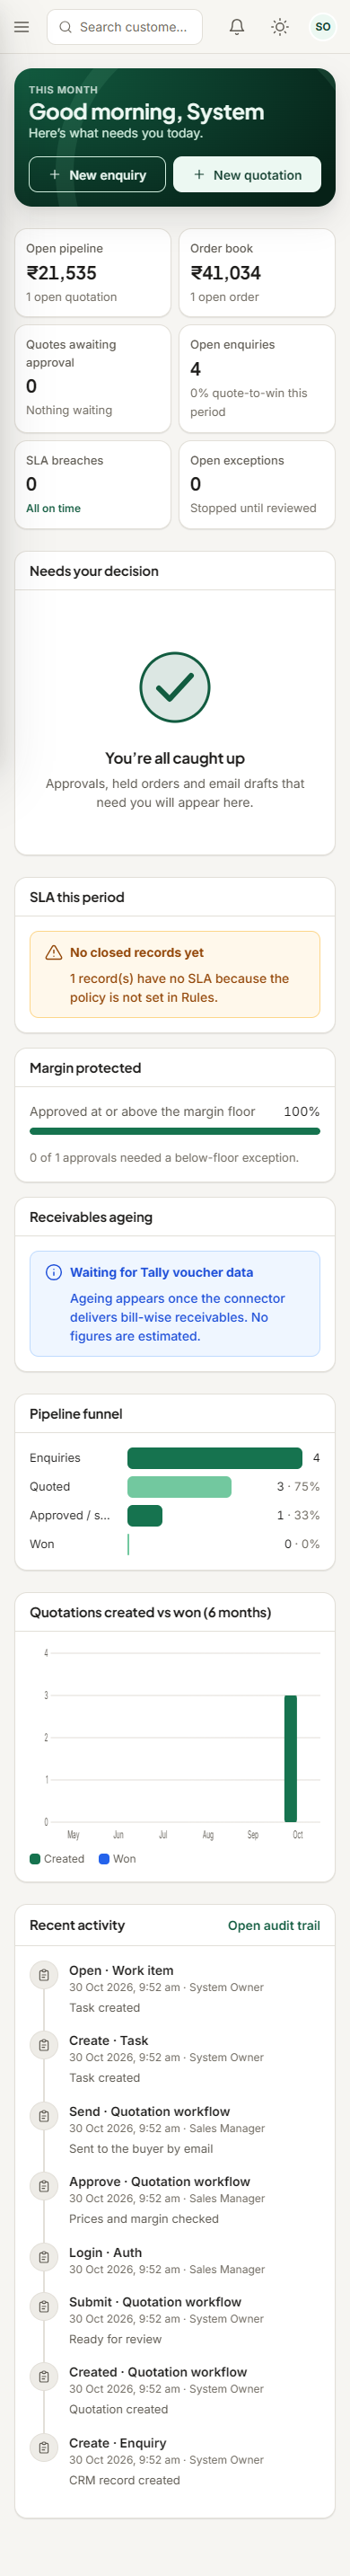 Search custome...
SO
THIS MONTH
Good morning, System
Here's what needs you today.
+ New enquiry
+ New quotation
Open pipeline
₹21,535
1 open quotation
Order book
₹41,034
1 open order
Quotes awaiting
approval
0
Nothing waiting
Open enquiries
4
0% quote-to-win this
period
SLA breaches
0
All on time
Open exceptions
0
Stopped until reviewed
Needs your decision
You're all caught up
Approvals, held orders and email drafts that
need you will appear here.
SLA this period
No closed records yet
1 record(s) have no SLA because the
policy is not set in Rules.
Margin protected
Approved at or above the margin floor 100%
0 of 1 approvals needed a below-floor exception.
Receivables ageing
Waiting for Tally voucher data
Ageing appears once the connector
delivers bill-wise receivables. No
figures are estimated.
Pipeline funnel
Enquiries 4
Quoted 3 · 75%
Approved / s... 1 · 33%
Won 0 · 0%
Quotations created vs won (6 months)
4
3
2
1
0
May Jun Jul Aug Sep Oct
Created Won
Recent activity Open audit trail
Open · Work item
30 Oct 2026, 9:52 am · System Owner
Task created
Create · Task
30 Oct 2026, 9:52 am · System Owner
Task created
Send · Quotation workflow
30 Oct 2026, 9:52 am · Sales Manager
Sent to the buyer by email
Approve · Quotation workflow
30 Oct 2026, 9:52 am · Sales Manager
Prices and margin checked
Login · Auth
30 Oct 2026, 9:52 am · Sales Manager
Submit · Quotation workflow
30 Oct 2026, 9:52 am · System Owner
Ready for review
Created · Quotation workflow
30 Oct 2026, 9:52 am · System Owner
Quotation created
Create · Enquiry
30 Oct 2026, 9:52 am · System Owner
CRM record created